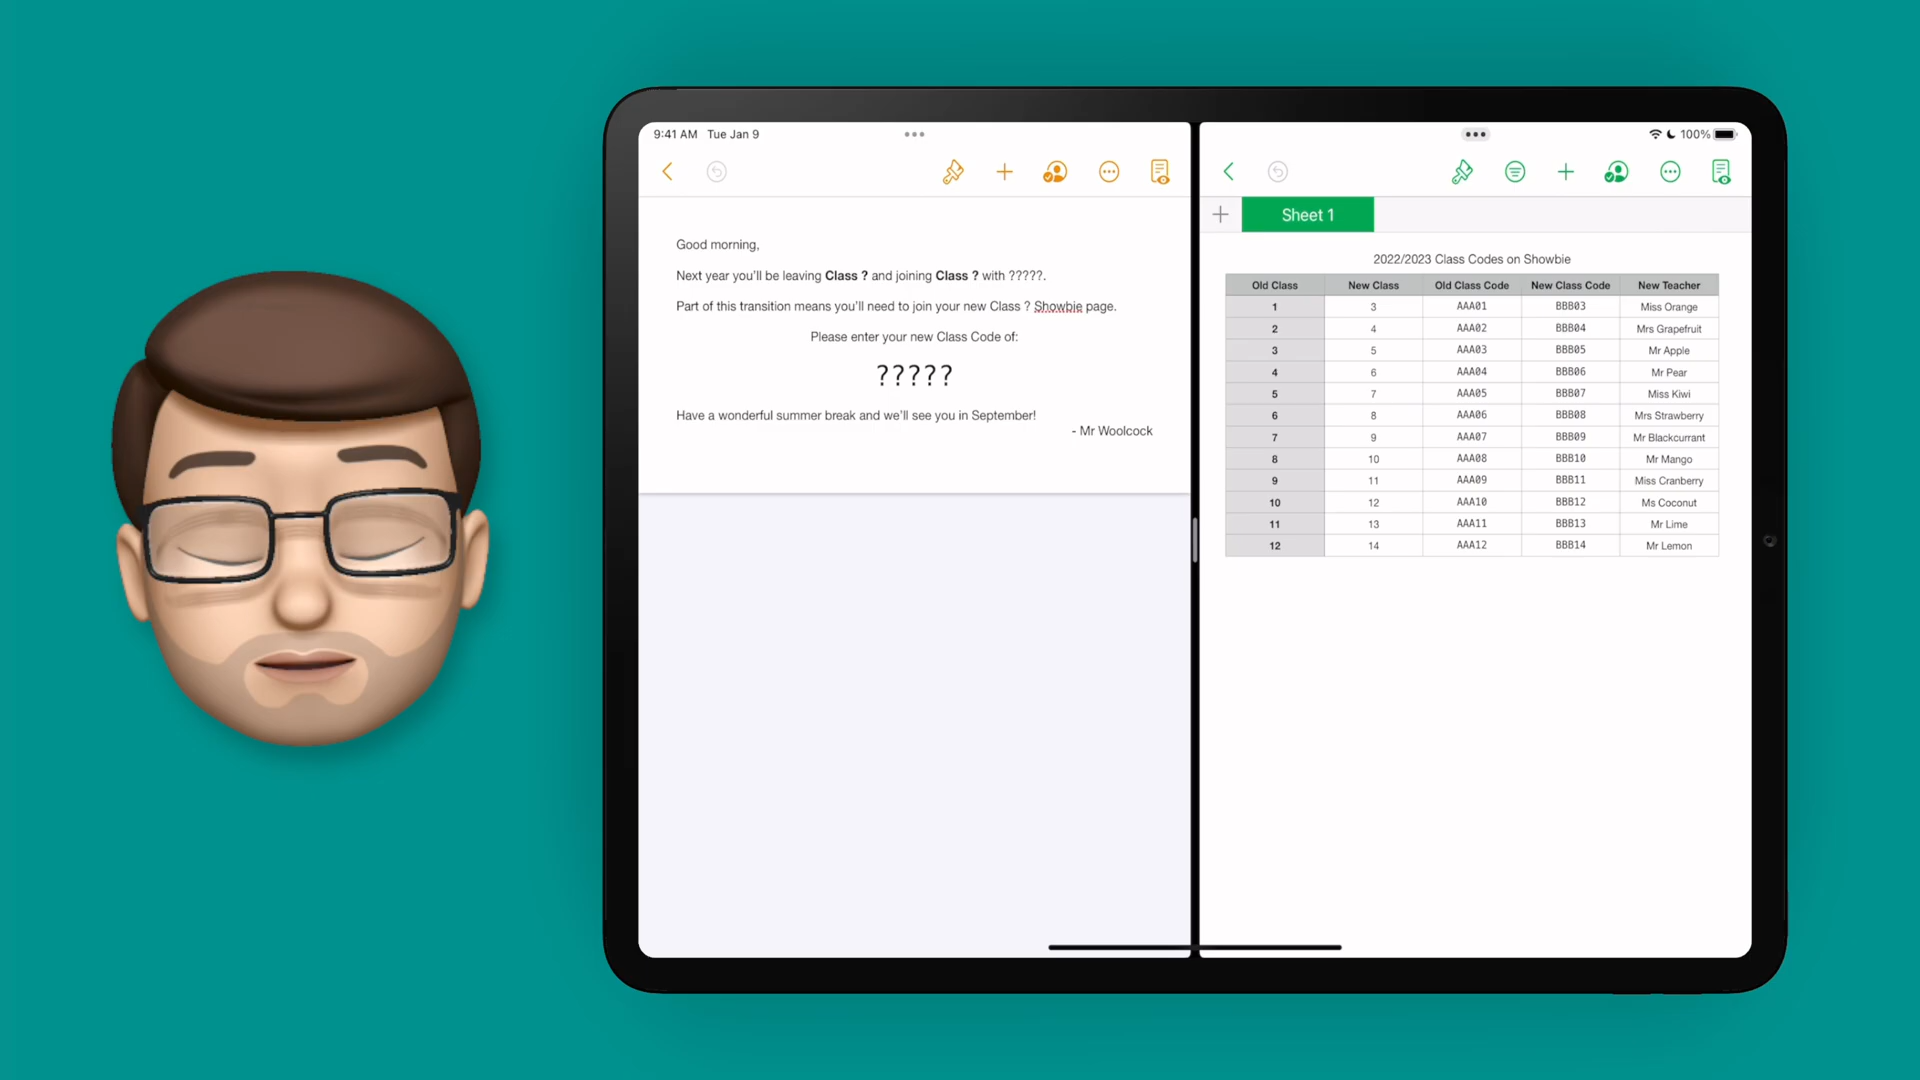 9:41 AM Tue Jan 9
100%
Good morning,
Next year you'll be leaving Class ? and joining Class ? with ?????.
Part of this transition means you'll need to join your new Class ? Showbie page.
Please enter your new Class Code of:
?????
Have a wonderful summer break and we'll see you in September!
- Mr Woolcock
Sheet 1
2022/2023 Class Codes on Showbie
Old Class New Class Old Class Code New Class Code New Teacher
1 3 AAA01 BBB03 Miss Orange
2 4 AAA02 BBB04 Mrs Grapefruit
3 5 AAA03 BBB05 Mr Apple
4 6 AAA04 BBB06 Mr Pear
5 7 AAA05 BBB07 Miss Kiwi
6 8 AAA06 BBB08 Mrs Strawberry
7 9 AAA07 BBB09 Mr Blackcurrant
8 10 AAA08 BBB10 Mr Mango
9 11 AAA09 BBB11 Miss Cranberry
10 12 AAA10 BBB12 Ms Coconut
11 13 AAA11 BBB13 Mr Lime
12 14 AAA12 BBB14 Mr Lemon